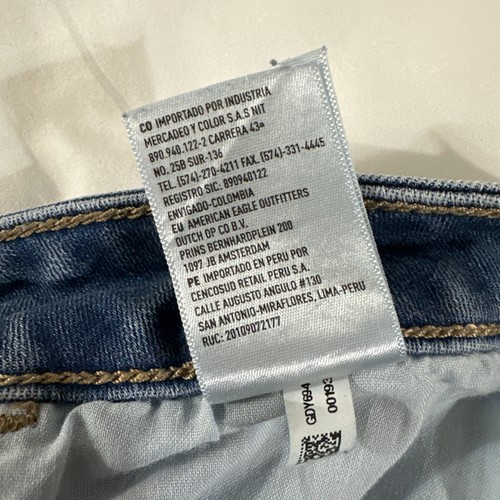 CO IMPORTADO POR INDUSTRIA
MERCADEO Y COLOR S.A.S NIT
890.940.122-2 CARRERA 43ª
NO. 25B SUR-136
TEL. (574)-270-4211 FAX. (574)-331-4445
REGISTRO SIC: 890940122
ENVIGADO-COLOMBIA
EU AMERICAN EAGLE OUTFITTERS
DUTCH OP CO B.V.
PRINS BERNHARDPLEIN 200
1097 JB AMSTERDAM
PE IMPORTADO EN PERU POR
CENCOSUD RETAIL PERU S.A.
CALLE AUGUSTO ANGULO #130
SAN ANTONIO-MIRAFLORES, LIMA-PERU
RUC: 20109072177
GDY694
00193